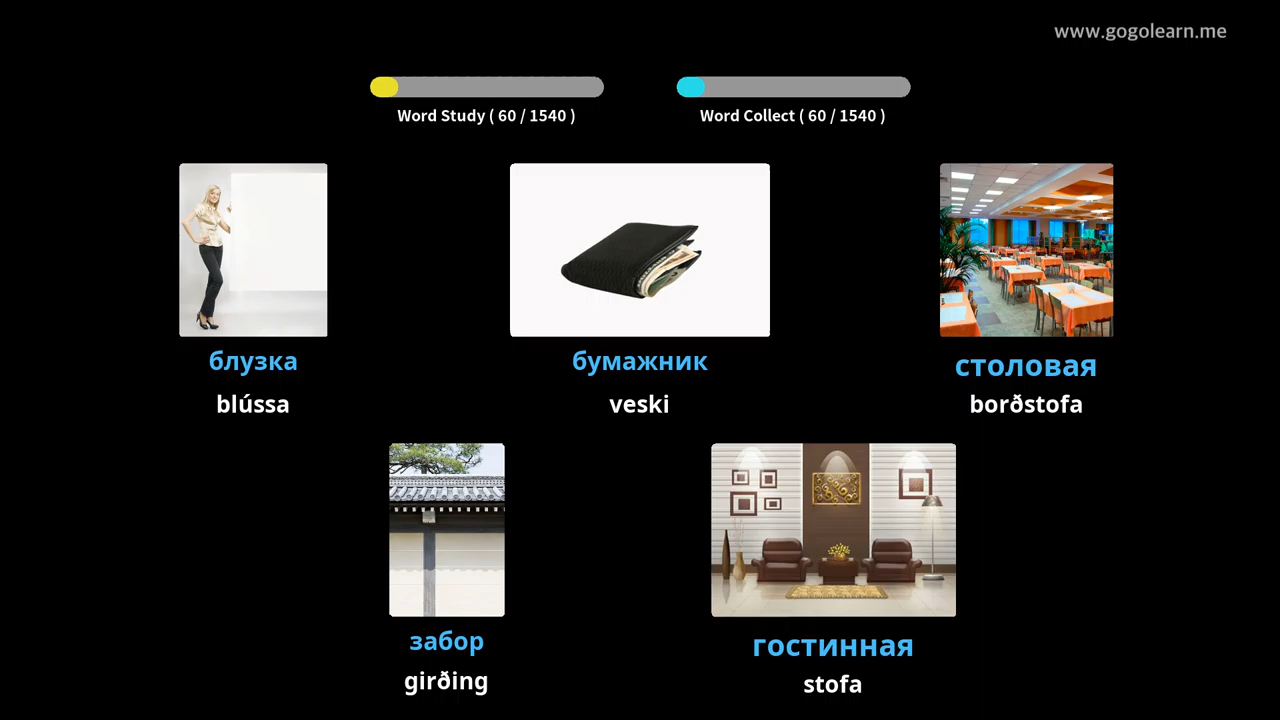 www.gogolearn.me
Word Study ( 60 / 1540 )
Word Collect ( 60 / 1540 )
блузка
blússa
бумажник
veski
столовая
borðstofa
забор
girðing
гостинная
stofa